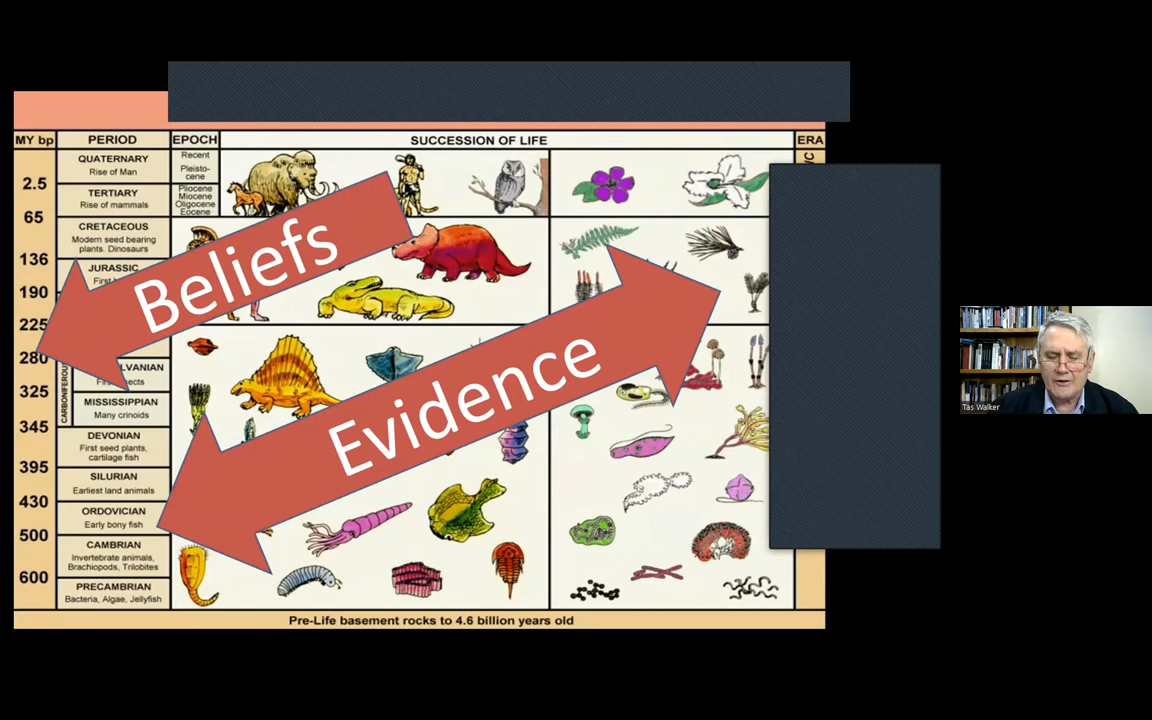 MY bp PERIOD EPOCH SUCCESSION OF LIFE ERA
QUATERNARY
Rise of Man
Recent
Pleisto-
cene
2.5
TERTIARY
Rise of mammals
Pliocene
Miocene
Oligocene
Eocene
65
CRETACEOUS
Modern seed bearing
plants. Dinosaurs
136
JURASSIC
190
225
280
Beliefs
Evidence
CARBONIFEROUS
325
MISSISSIPPIAN
Many crinoids
345
DEVONIAN
First seed plants,
cartilage fish
395
SILURIAN
Earliest land animals
430
ORDOVICIAN
Early bony fish
500
CAMBRIAN
Invertebrate animals,
Brachiopods, Trilobites
600
PRECAMBRIAN
Bacteria, Algae, Jellyfish
Pre-Life basement rocks to 4.6 billion years old
Tas Walker